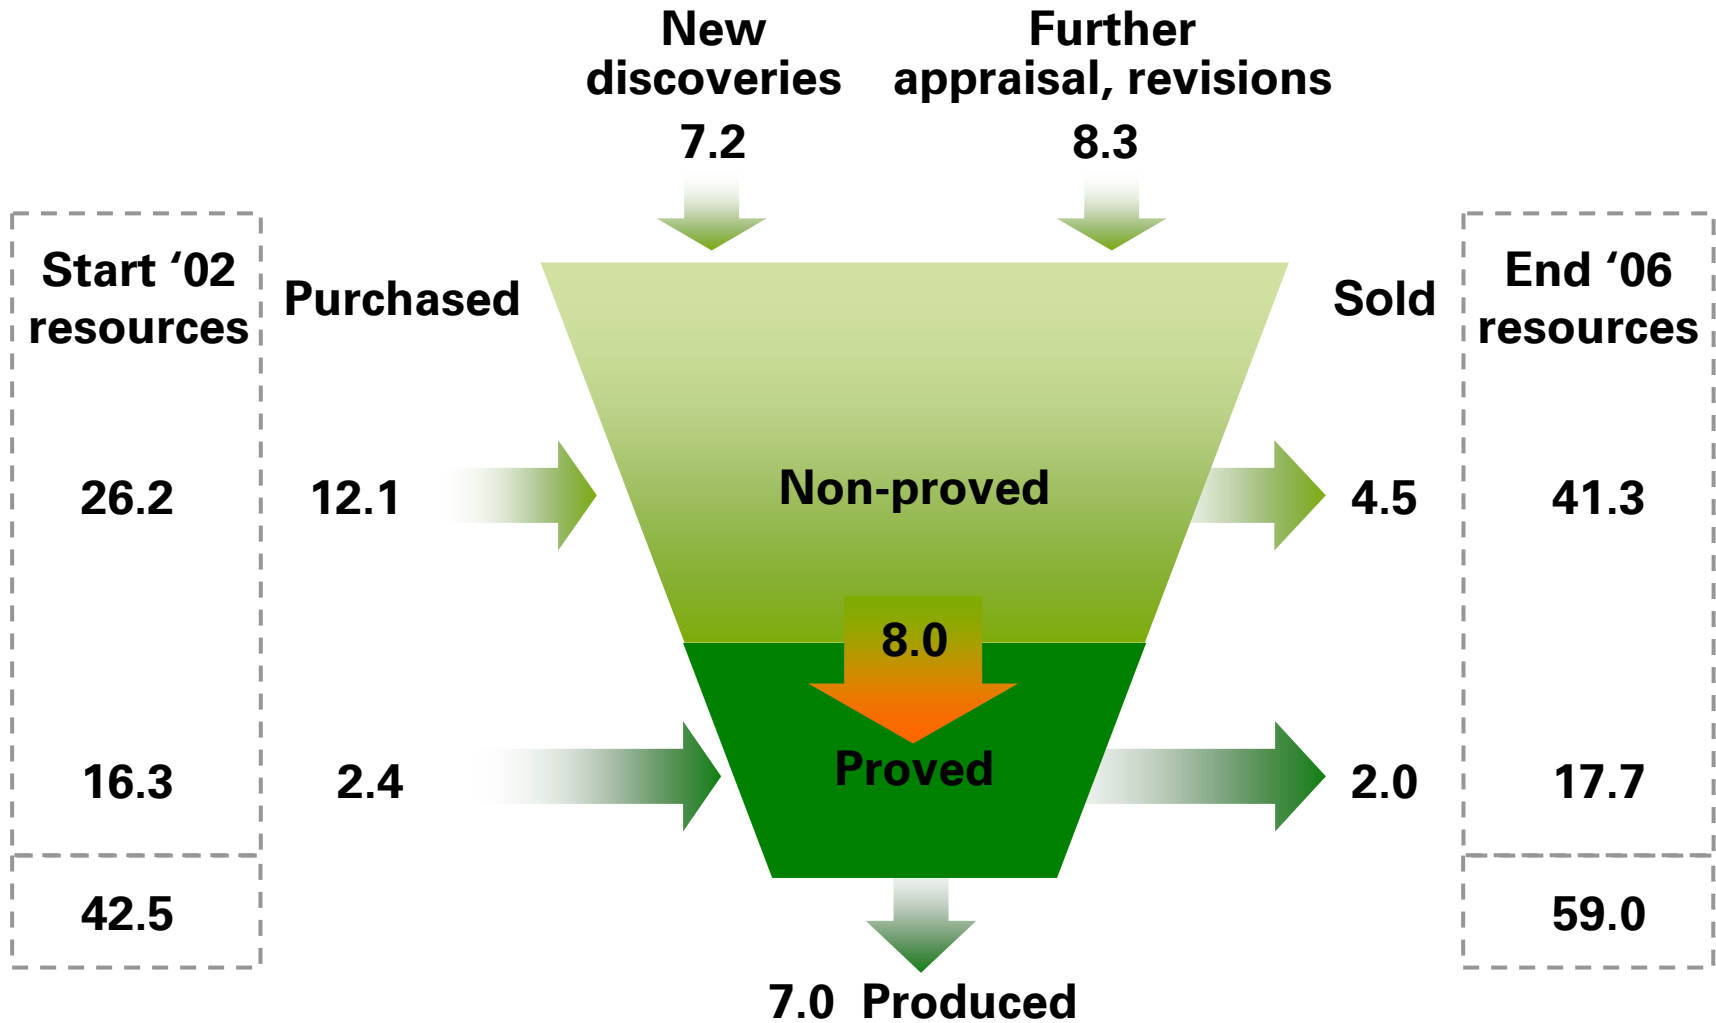 New
discoveries
7.2
Further
appraisal, revisions
8.3
Start ‘02
resources
Purchased
Sold
End ‘06
resources
26.2
12.1
Non-proved
4.5
41.3
8.0
16.3
2.4
Proved
2.0
17.7
42.5
59.0
7.0 Produced